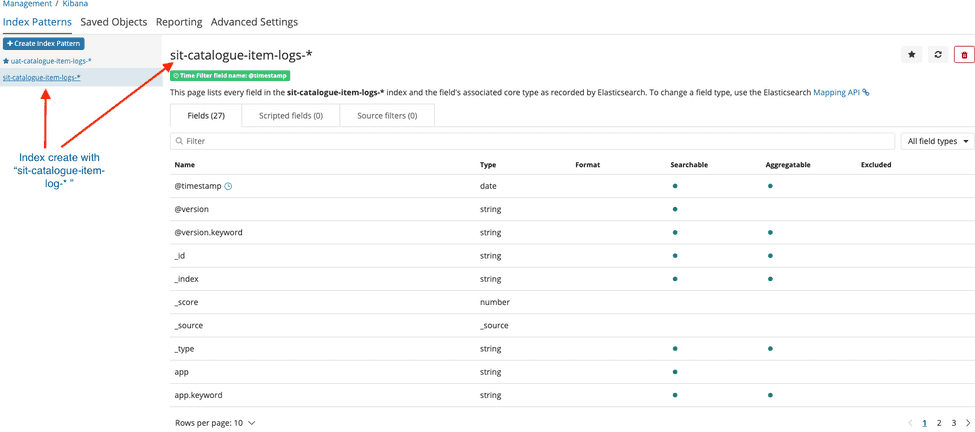 Management / Kibana
Index Patterns Saved Objects Reporting Advanced Settings
+ Create Index Pattern
★ uat-catalogue-item-logs-*
sit-catalogue-item-logs-*
Index create with
“sit-catalogue-item-
log-* ”
sit-catalogue-item-logs-*
Time Filter field name: @timestamp
This page lists every field in the sit-catalogue-item-logs-* index and the field's associated core type as recorded by Elasticsearch. To change a field type, use the Elasticsearch Mapping API
Fields (27) Scripted fields (0) Source filters (0)
Filter All field types
Name Type Format Searchable Aggregatable Excluded
@timestamp date
@version string
@version.keyword string
_id string
_index string
_score number
_source _source
_type string
app string
app.keyword string
Rows per page: 10 1 2 3